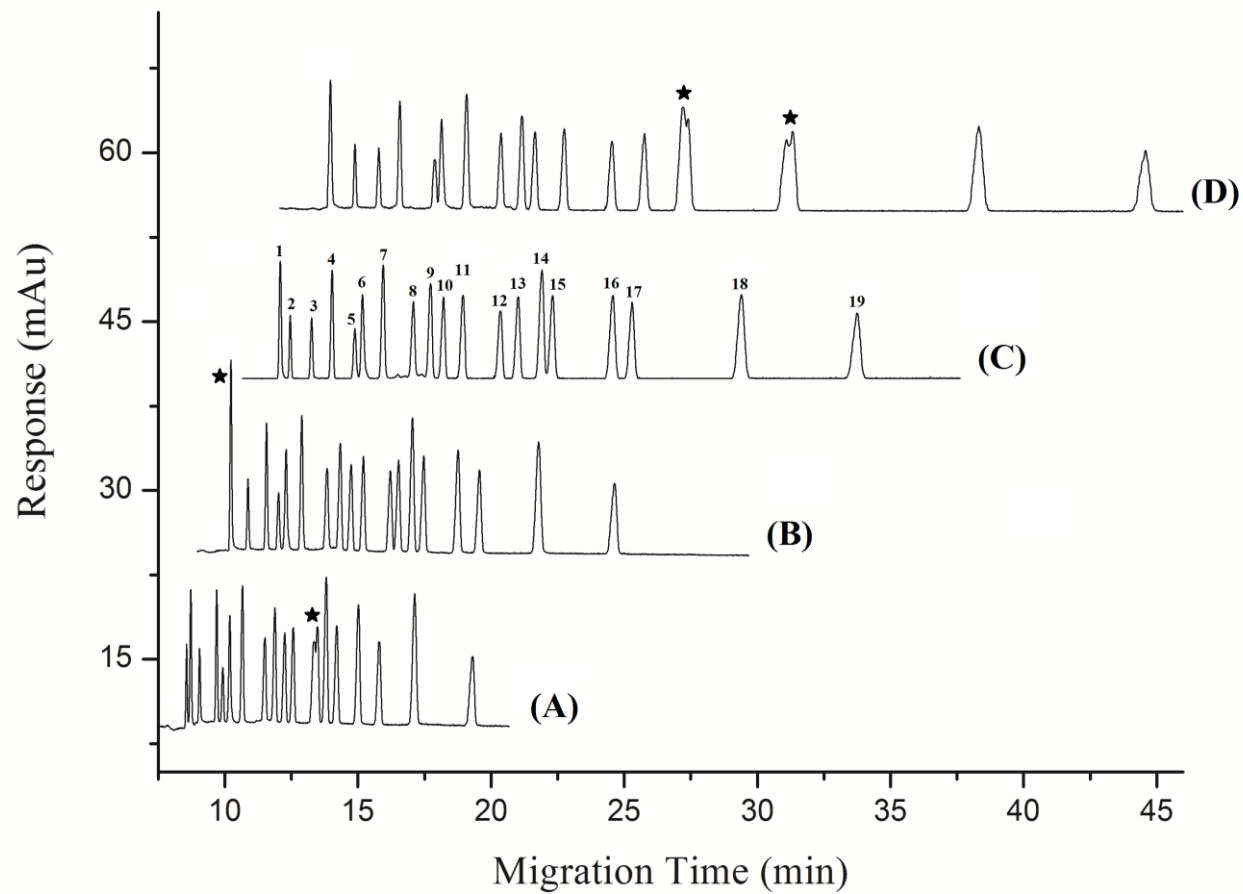 ★ ★
60
(D)
1 2 3 4 5 6 7 8 9 10 11 12 13 14 15 16 17 18 19
45
★
(C)
30
(B)
★
15
(A)
10 15 20 25 30 35 40 45
Response (mAu)
Migration Time (min)